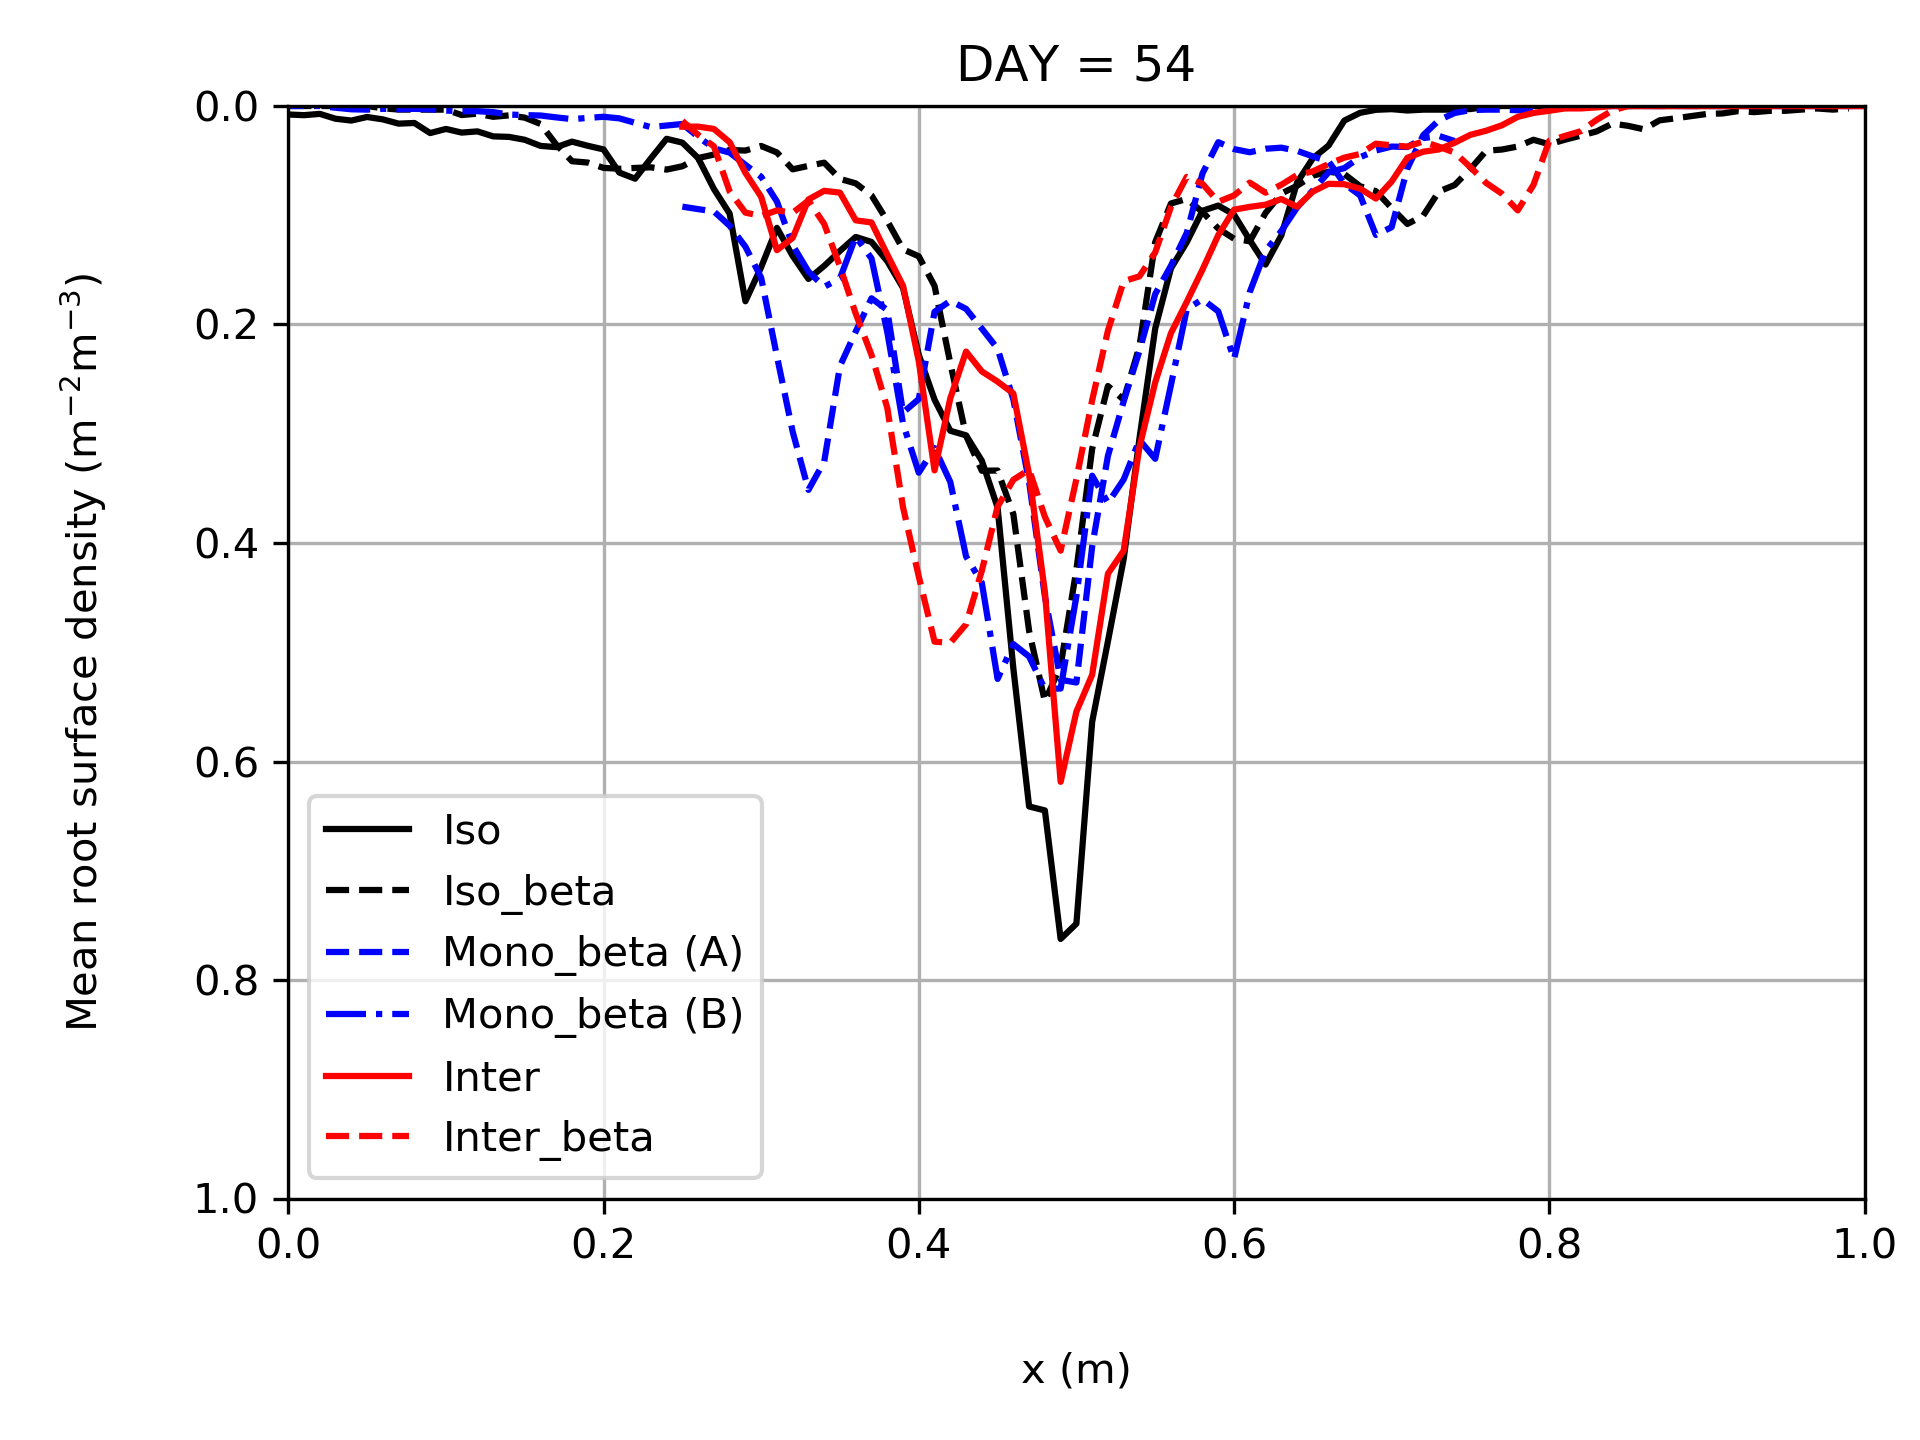 DAY = 54
Mean root surface density (m⁻²m⁻³)
0.0
0.2
0.4
0.6
0.8
1.0
Iso
Iso_beta
Mono_beta (A)
Mono_beta (B)
Inter
Inter_beta
0.0 0.2 0.4 0.6 0.8 1.0
x (m)